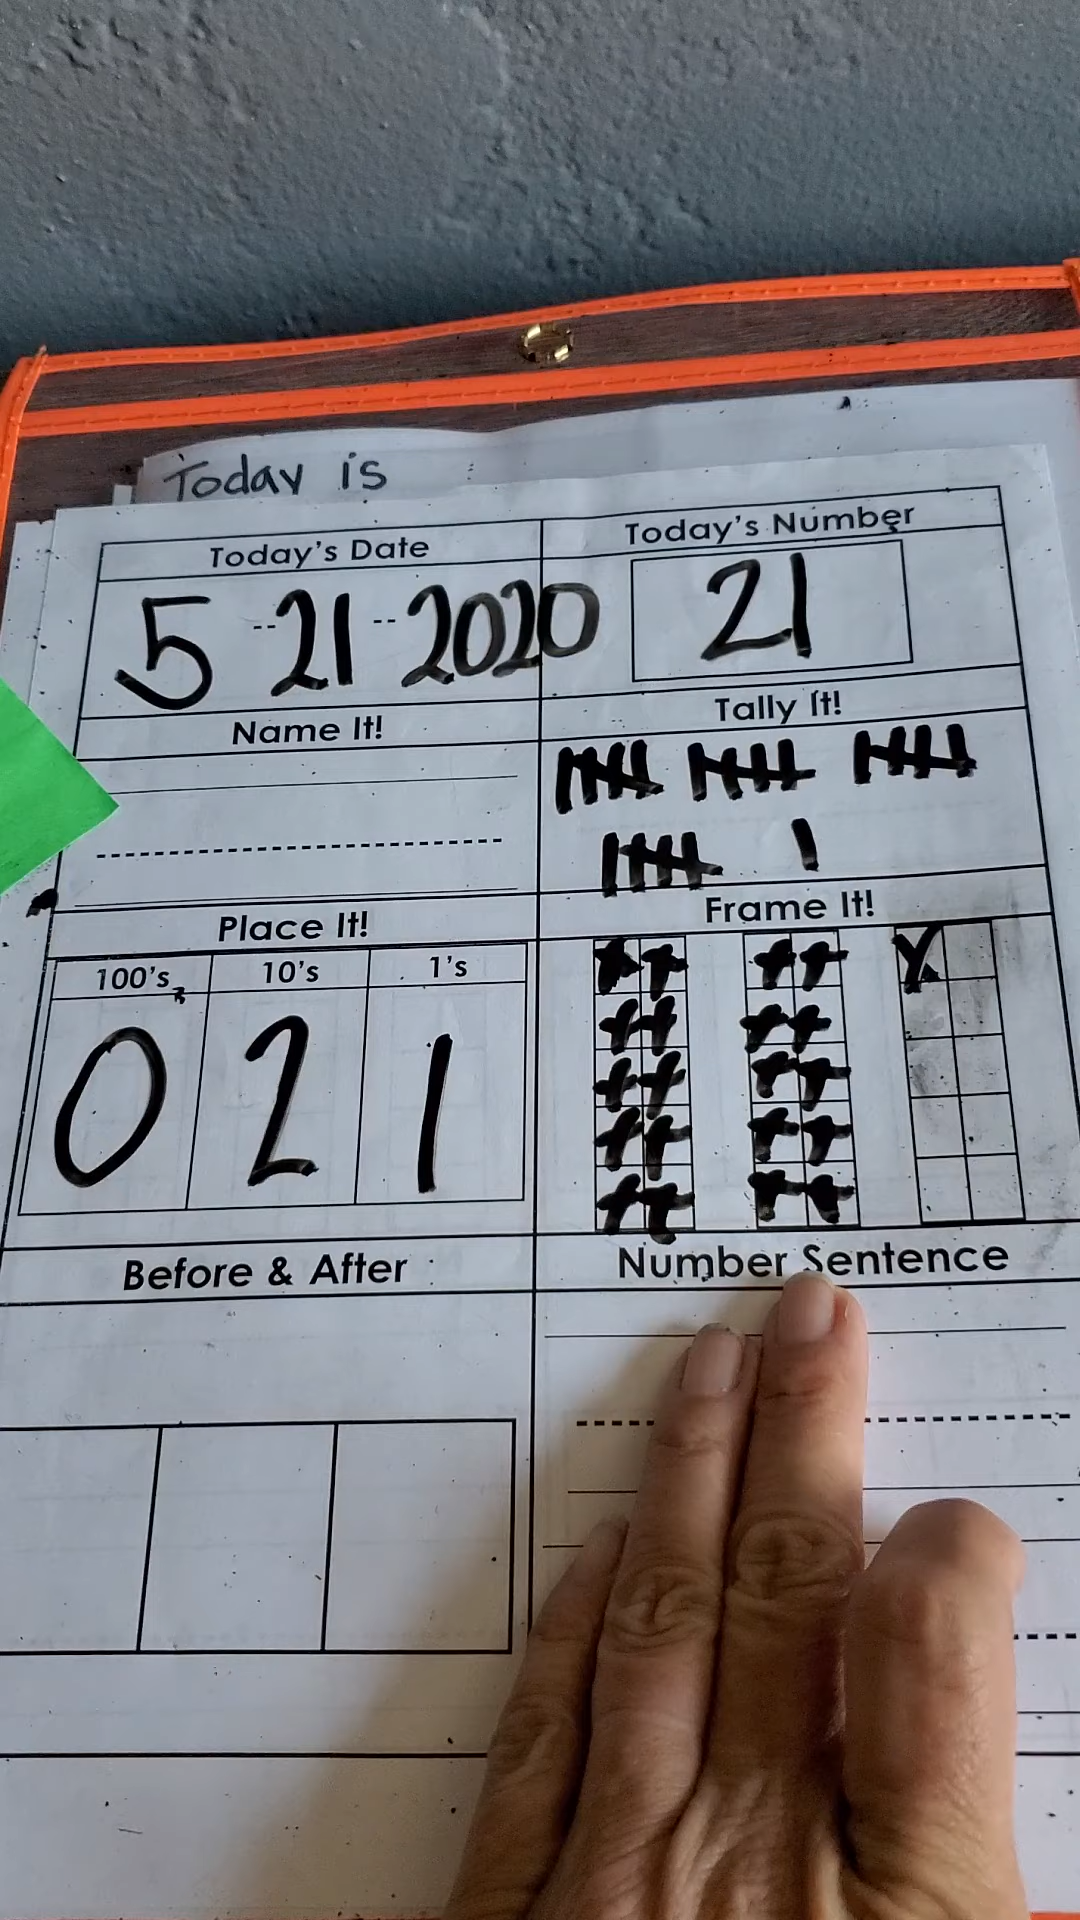 Today is
Today's Date
Today's Number
5 -- 21 -- 2020
21
Name It!
Tally It!
Place It!
Frame It!
100's
10's
1's
0
2
1
Before & After
Number Sentence